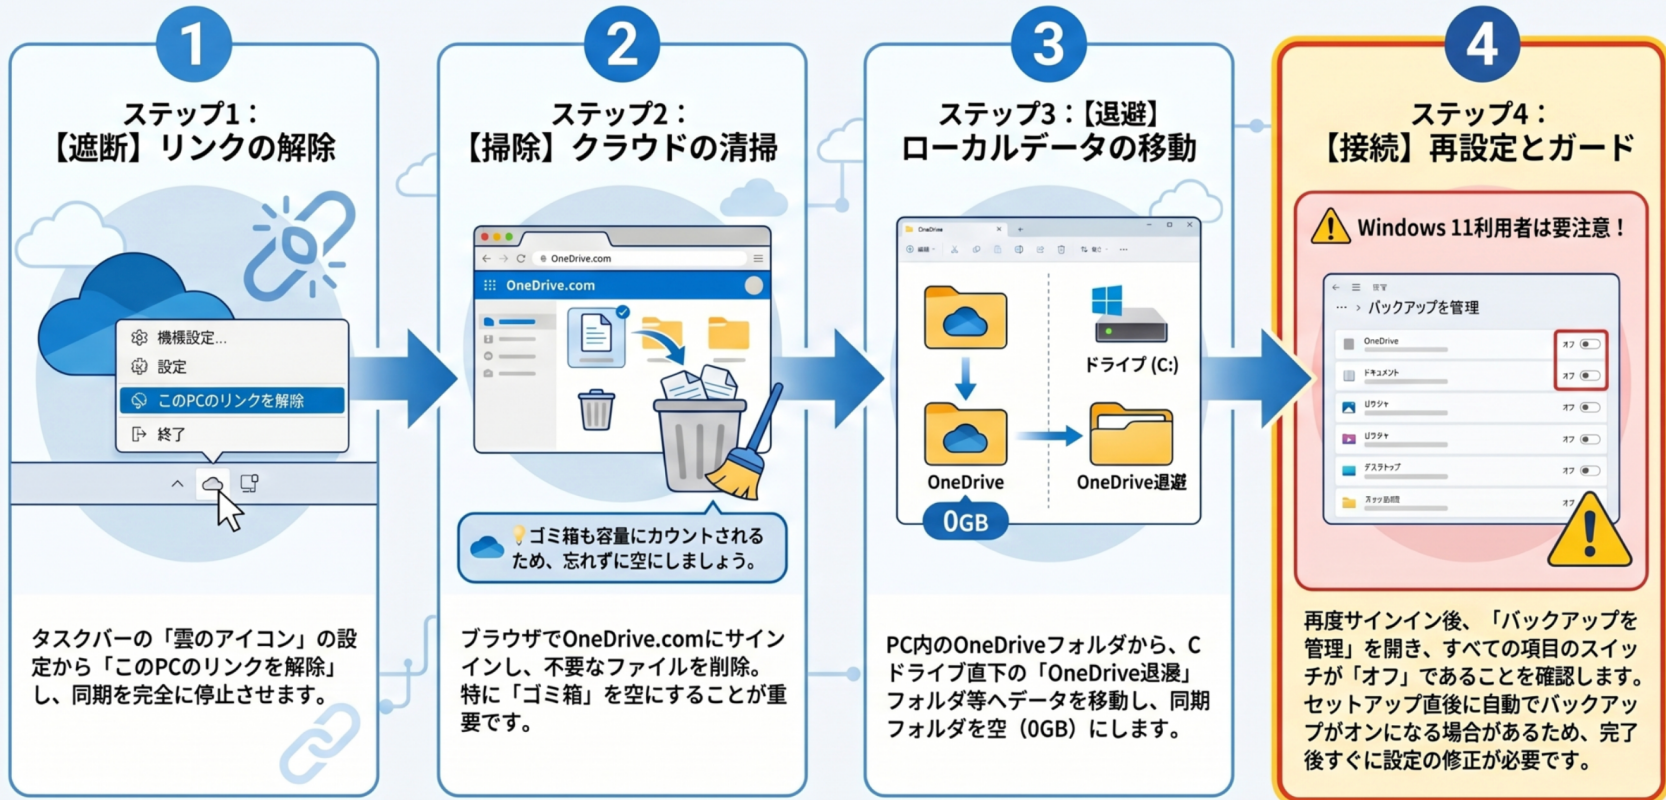 1
ステップ1：
【遮断】リンクの解除
機機設定...
設定
このPCのリンクを解除
終了
タスクバーの「雲のアイコン」の設
定から「このPCのリンクを解除」
し、同期を完全に停止させます。
2
ステップ2：
【掃除】クラウドの清掃
OneDrive.com
OneDrive.com
💡ゴミ箱も容量にカウントされる
ため、忘れずに空にしましょう。
ブラウザでOneDrive.comにサイン
インし、不要なファイルを削除。
特に「ゴミ箱」を空にすることが重
要です。
3
ステップ3：【退避】
ローカルデータの移動
OneDrive
ドライブ (C:)
OneDrive
OneDrive退避
0GB
PC内のOneDriveフォルダから、C
ドライブ直下の「OneDrive退避」
フォルダ等へデータを移動し、同期
フォルダを空（0GB）にします。
4
ステップ4：
【接続】再設定とガード
Windows 11利用者は要注意！
… › バックアップを管理
OneDrive
オフ
ドキュメント
オフ
オフ
オフ
デスクトップ
オフ
再度サインイン後、「バックアップを
管理」を開き、すべての項目のスイッ
チが「オフ」であることを確認します。
セットアップ直後に自動でバックアッ
プがオンになる場合があるため、完了
後すぐに設定の修正が必要です。